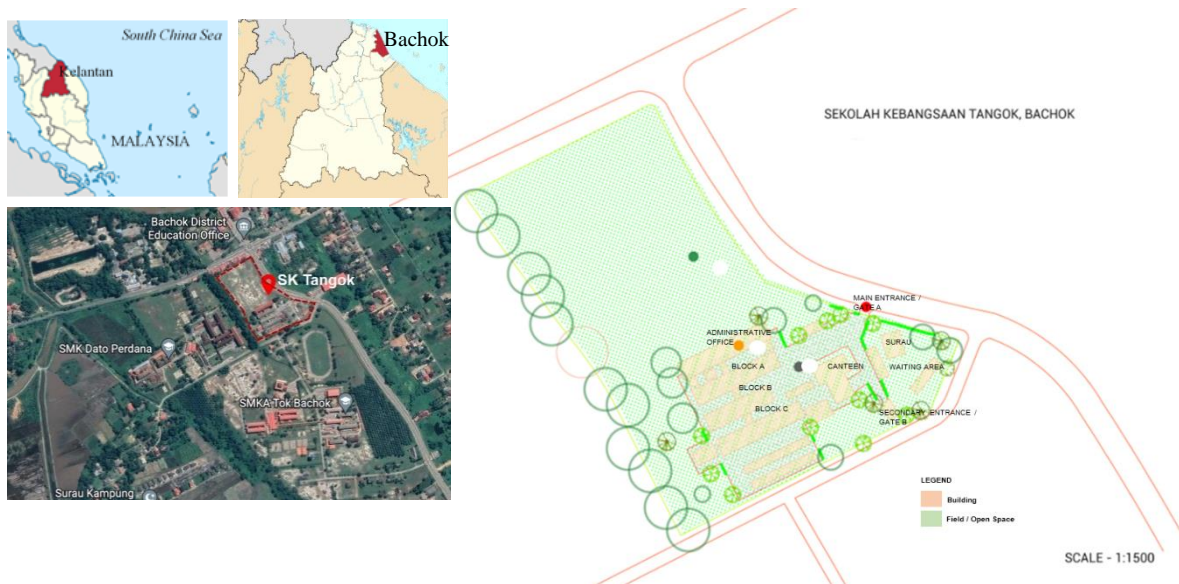 South China Sea
Kelantan
MALAYSIA
Bachok
Bachok District
Education Office
SK Tangok
SMK Dato Perdana
SMKA Tok Bachok
Surau Kampung
SEKOLAH KEBANGSAAN TANGOK, BACHOK
MAIN ENTRANCE /
GATE A
ADMINISTRATIVE
OFFICE
SURAU
BLOCK A
CANTEEN
WAITING AREA
BLOCK B
BLOCK C
SECONDARY ENTRANCE /
GATE B
LEGEND
Building
Field / Open Space
SCALE - 1:1500